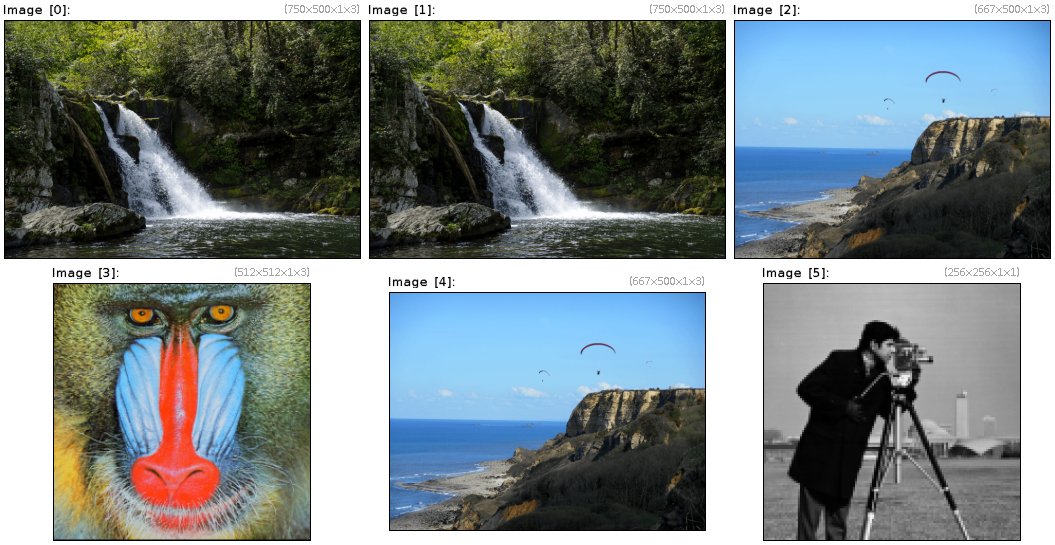 Image [0]: (750×500×1×3)
Image [1]: (750×500×1×3)
Image [2]: (667×500×1×3)
Image [3]: (512×512×1×3)
Image [4]: (667×500×1×3)
Image [5]: (256×256×1×1)